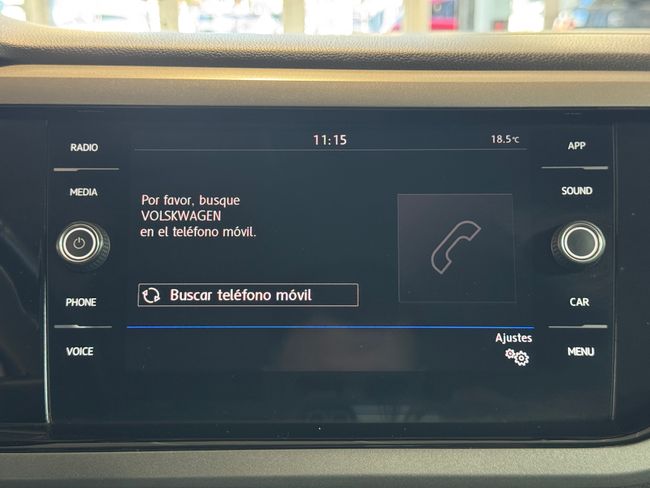 11:15
18.5°C
RADIO
MEDIA
PHONE
VOICE
Por favor, busque
VOLSKWAGEN
en el teléfono móvil.
Buscar teléfono móvil
Ajustes
APP
SOUND
CAR
MENU